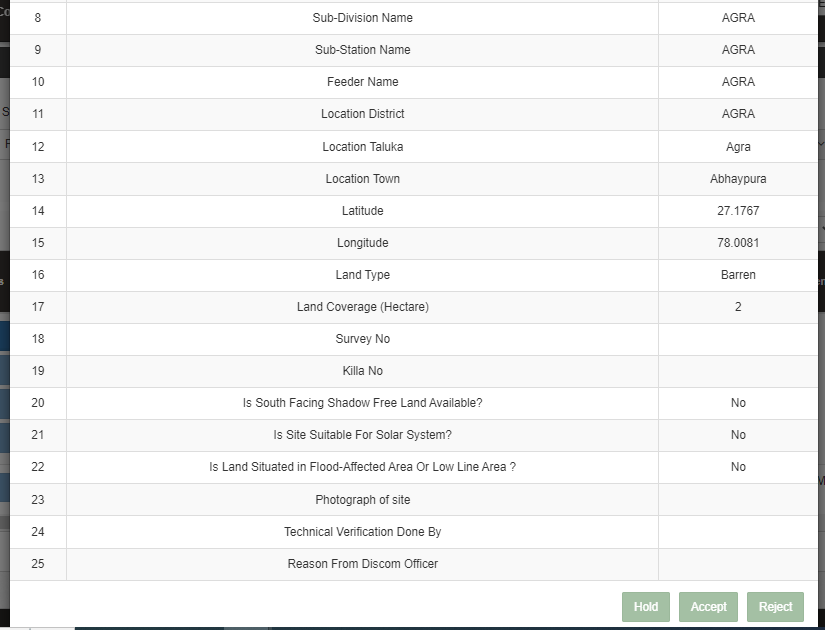 8 Sub-Division Name AGRA
9 Sub-Station Name AGRA
10 Feeder Name AGRA
11 Location District AGRA
12 Location Taluka Agra
13 Location Town Abhaypura
14 Latitude 27.1767
15 Longitude 78.0081
16 Land Type Barren
17 Land Coverage (Hectare) 2
18 Survey No
19 Killa No
20 Is South Facing Shadow Free Land Available? No
21 Is Site Suitable For Solar System? No
22 Is Land Situated in Flood-Affected Area Or Low Line Area ? No
23 Photograph of site
24 Technical Verification Done By
25 Reason From Discom Officer
Hold Accept Reject